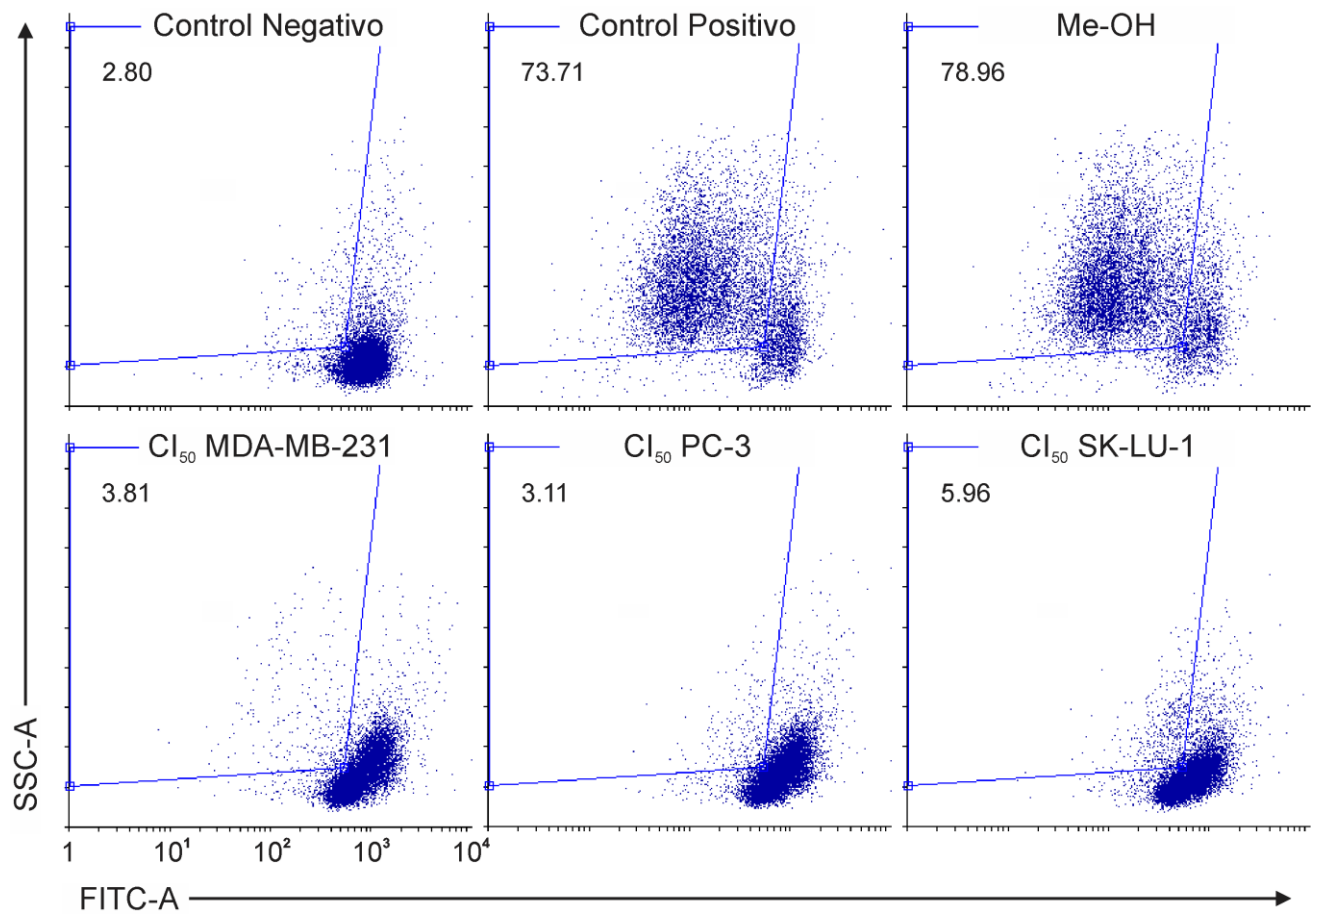 Control Negativo
2.80
Control Positivo
73.71
Me-OH
78.96
CI₅₀ MDA-MB-231
3.81
CI₅₀ PC-3
3.11
CI₅₀ SK-LU-1
5.96
SSC-A
1 10¹ 10² 10³ 10⁴
FITC-A